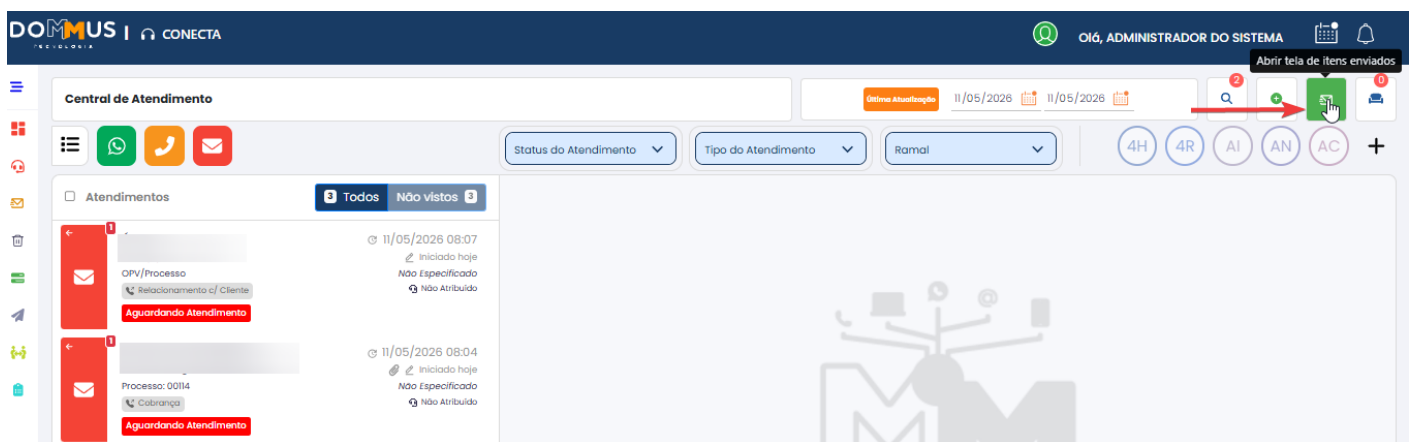 DOMMUS | CONECTA
TECNOLOGIA
Olá, ADMINISTRADOR DO SISTEMA
Abrir tela de itens enviados
Central de Atendimento
Última Atualização 11/05/2026 11/05/2026
2
0
Status do Atendimento
Tipo do Atendimento
Ramal
4H
4R
AI
AN
AC
+
Atendimentos
3 Todos Não vistos 3
1
11/05/2026 08:07
Iniciado hoje
OPV/Processo
Não Especificado
Relacionamento c/ Cliente
Não Atribuído
Aguardando Atendimento
1
11/05/2026 08:04
Iniciado hoje
Processo: 00114
Não Especificado
Cobrança
Não Atribuído
Aguardando Atendimento